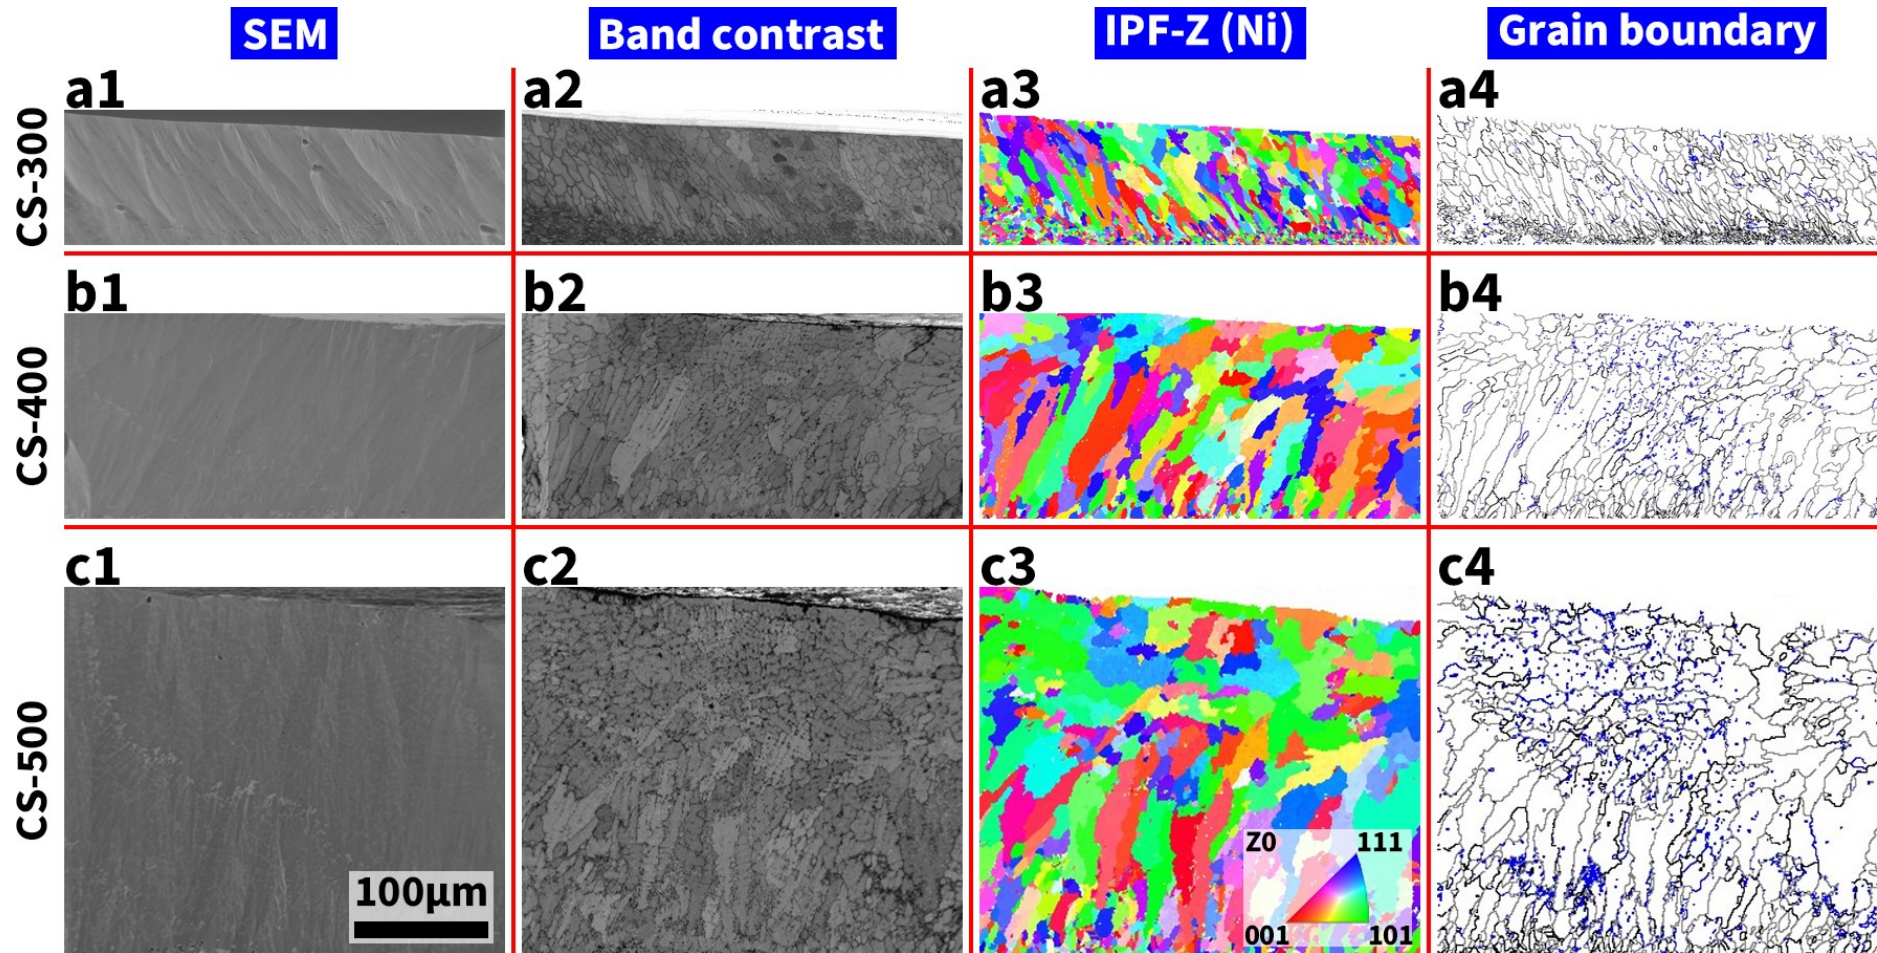 SEM
Band contrast
IPF-Z (Ni)
Grain boundary
CS-300
a1
a2
a3
a4
CS-400
b1
b2
b3
b4
CS-500
c1
c2
c3
c4
100μm
Z0
111
001
101